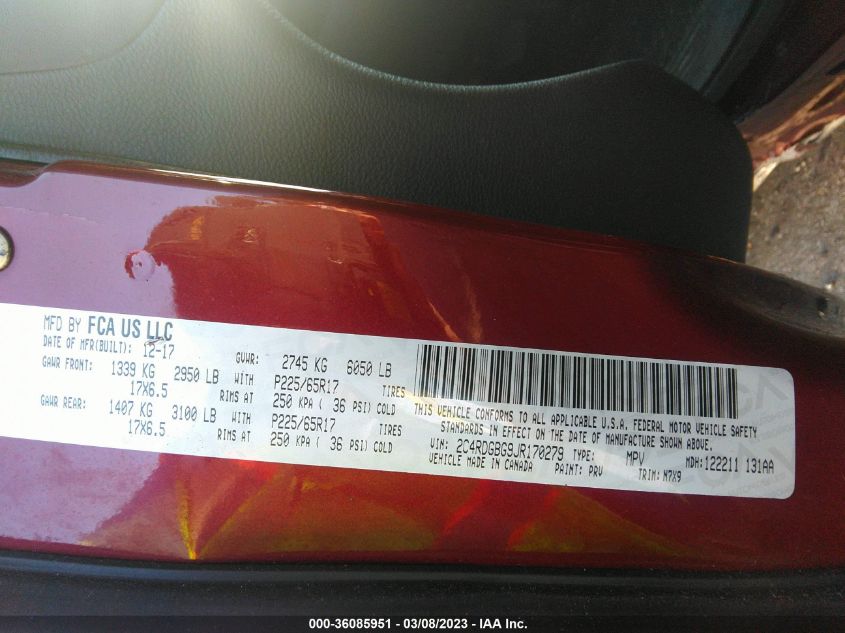 MFD BY FCA US LLC
DATE OF MFR(BUILT): 12-17 GVWR: 2745 KG 6050 LB
GAWR FRONT: 1339 KG 2950 LB WITH P225/65R17 TIRES
17X6.5 RIMS AT 250 KPA ( 36 PSI) COLD
GAWR REAR: 1407 KG 3100 LB WITH P225/65R17 TIRES
17X6.5 RIMS AT 250 KPA ( 36 PSI) COLD
THIS VEHICLE CONFORMS TO ALL APPLICABLE U.S.A. FEDERAL MOTOR VEHICLE SAFETY
STANDARDS IN EFFECT ON THE DATE OF MANUFACTURE SHOWN ABOVE.
VIN: 2C4RDGBG9JR170279 TYPE: MPV MDH:122211 131AA
VEHICLE MADE IN CANADA PAINT: PRV TRIM: N7X9
000-36085951 / 03/08/2023 / IAA Inc.